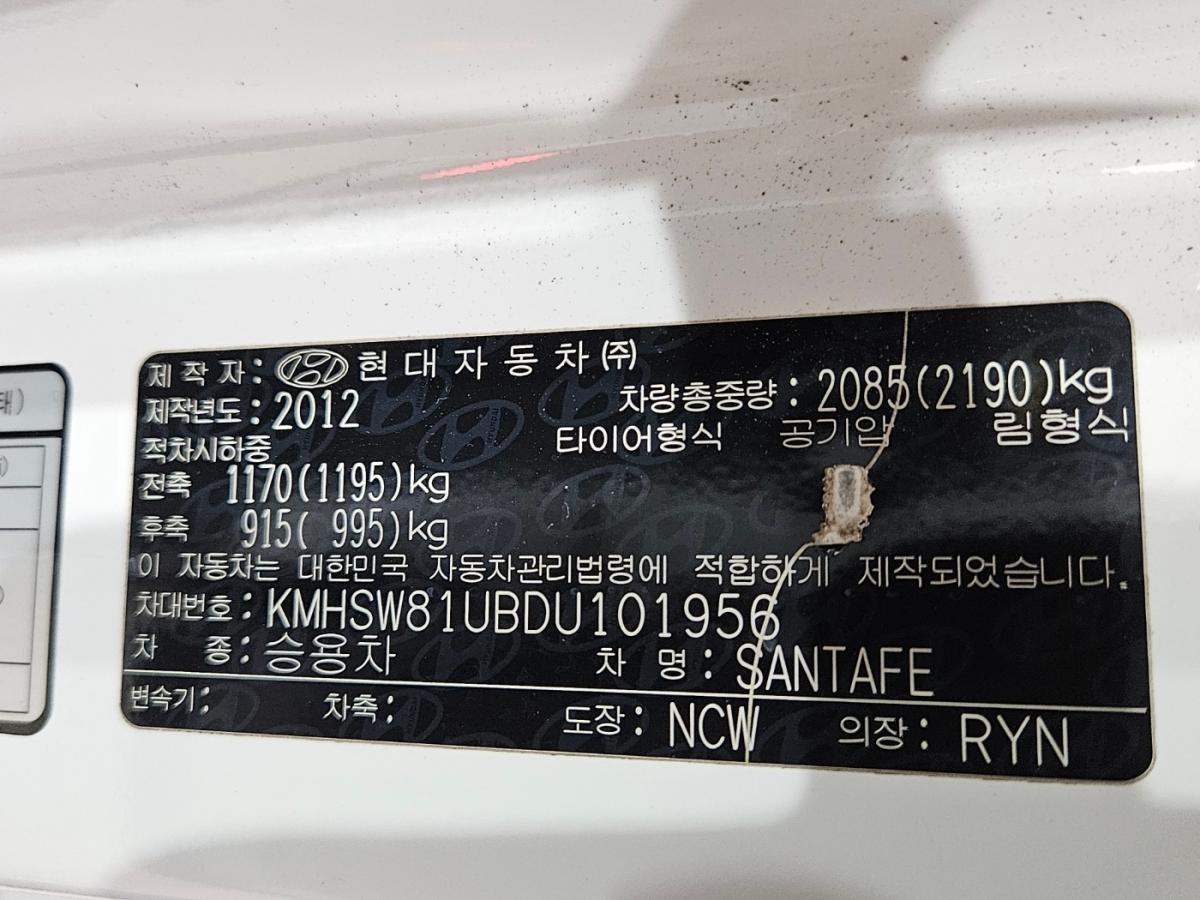 제 작 자 : 현 대 자 동 차 ㈜
제작년도 : 2012 차량총중량 : 2085(2190)kg
적차시하중 타이어형식 공기압 림형식
전축 1170(1195)kg
후축 915( 995)kg
이 자동차는 대한민국 자동차관리법령에 적합하게 제작되었습니다.
차대번호 : KMHSW81UBDU101956
차 종 : 승용차 차 명 : SANTAFE
변속기 : 차축 : 도장 : NCW 의장 : RYN